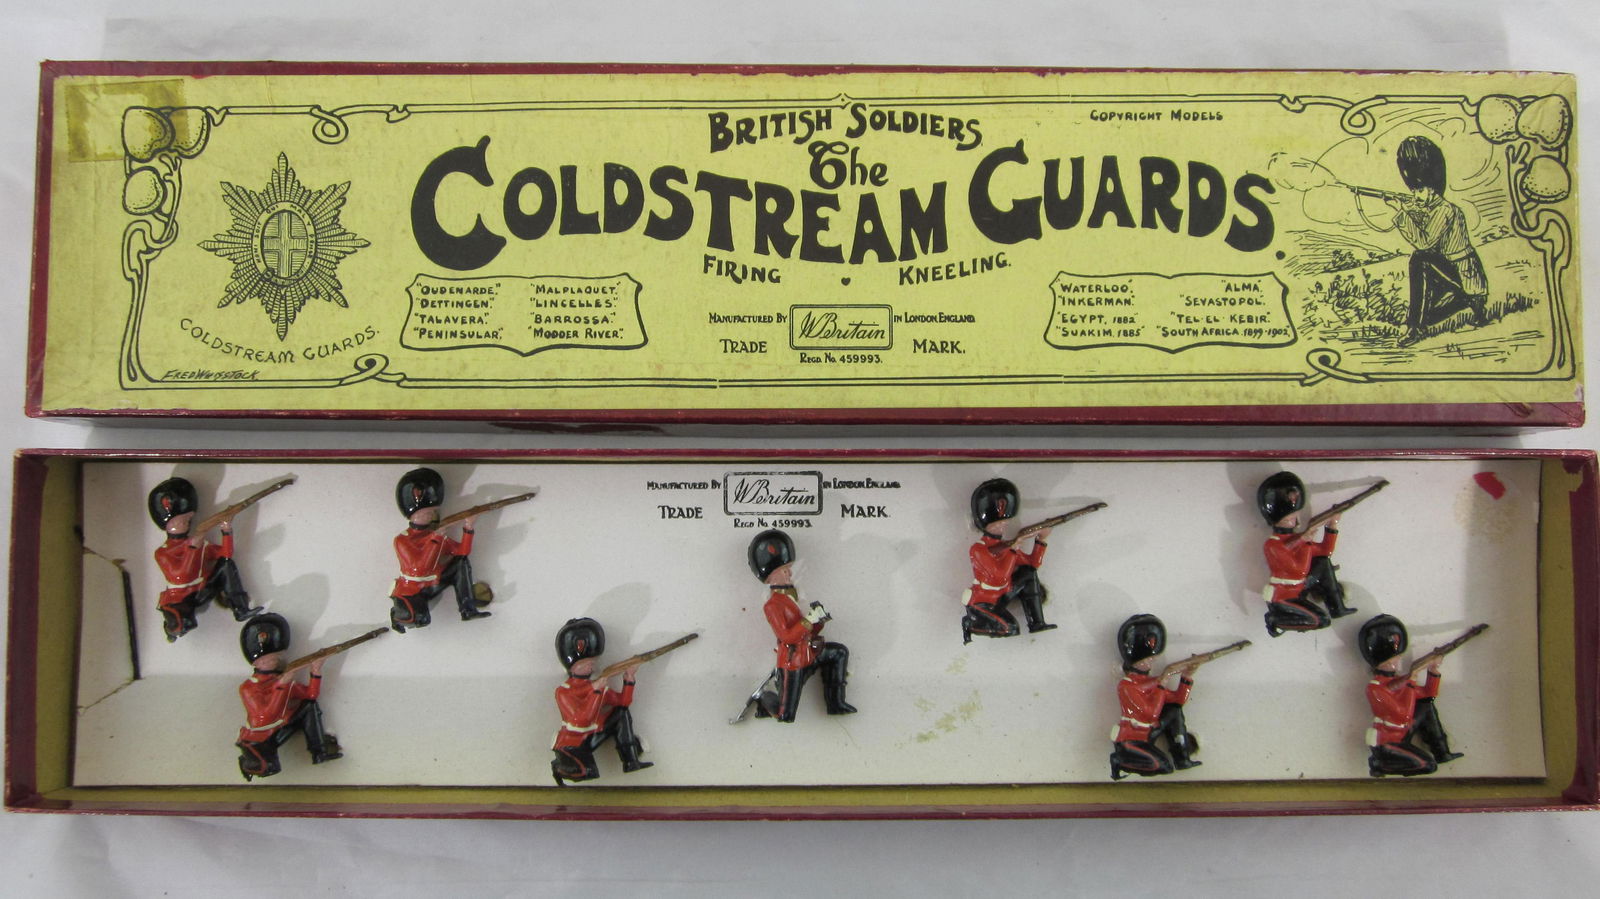 BRITISH SOLDIERS
COPYRIGHT MODELS
The
COLDSTREAM GUARDS.
FIRING · KNEELING.
"OUDENARDE." "MALPLAQUET."
"DETTINGEN." "LINCELLES."
"TALAVERA." "BARROSSA."
"PENINSULAR." "MODDER RIVER."
"WATERLOO." "ALMA."
"INKERMAN." "SEVASTOPOL."
"EGYPT, 1882" "TEL·EL·KEBIR."
"SUAKIM, 1885" "SOUTH AFRICA. 1899-1902."
MANUFACTURED BY W Britain IN LONDON, ENGLAND
TRADE MARK.
REGD. NO. 459993.
COLDSTREAM GUARDS.
FRED WHISSTOCK.
MANUFACTURED BY W Britain IN LONDON, ENGLAND
TRADE MARK
REGD NO. 459993.